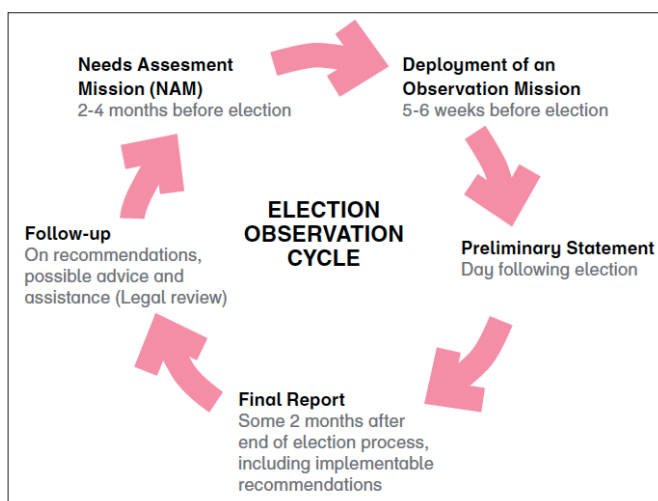 Needs Assesment
Mission (NAM)
2-4 months before election
Deployment of an
Observation Mission
5-6 weeks before election
ELECTION
OBSERVATION
CYCLE
Preliminary Statement
Day following election
Final Report
Some 2 months after
end of election process,
including implementable
recommendations
Follow-up
On recommendations,
possible advice and
assistance (Legal review)